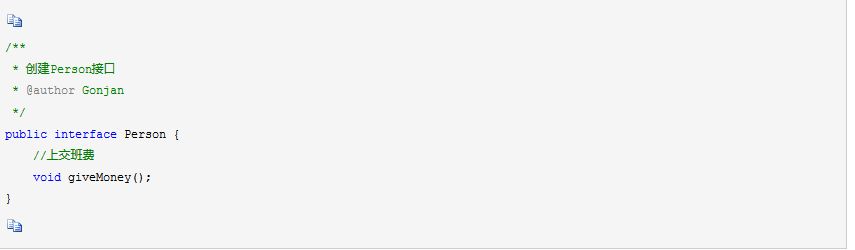 /**
 * 创建Person接口
 * @author Gonjan
 */
public interface Person {
    //上交班费
    void giveMoney();
}